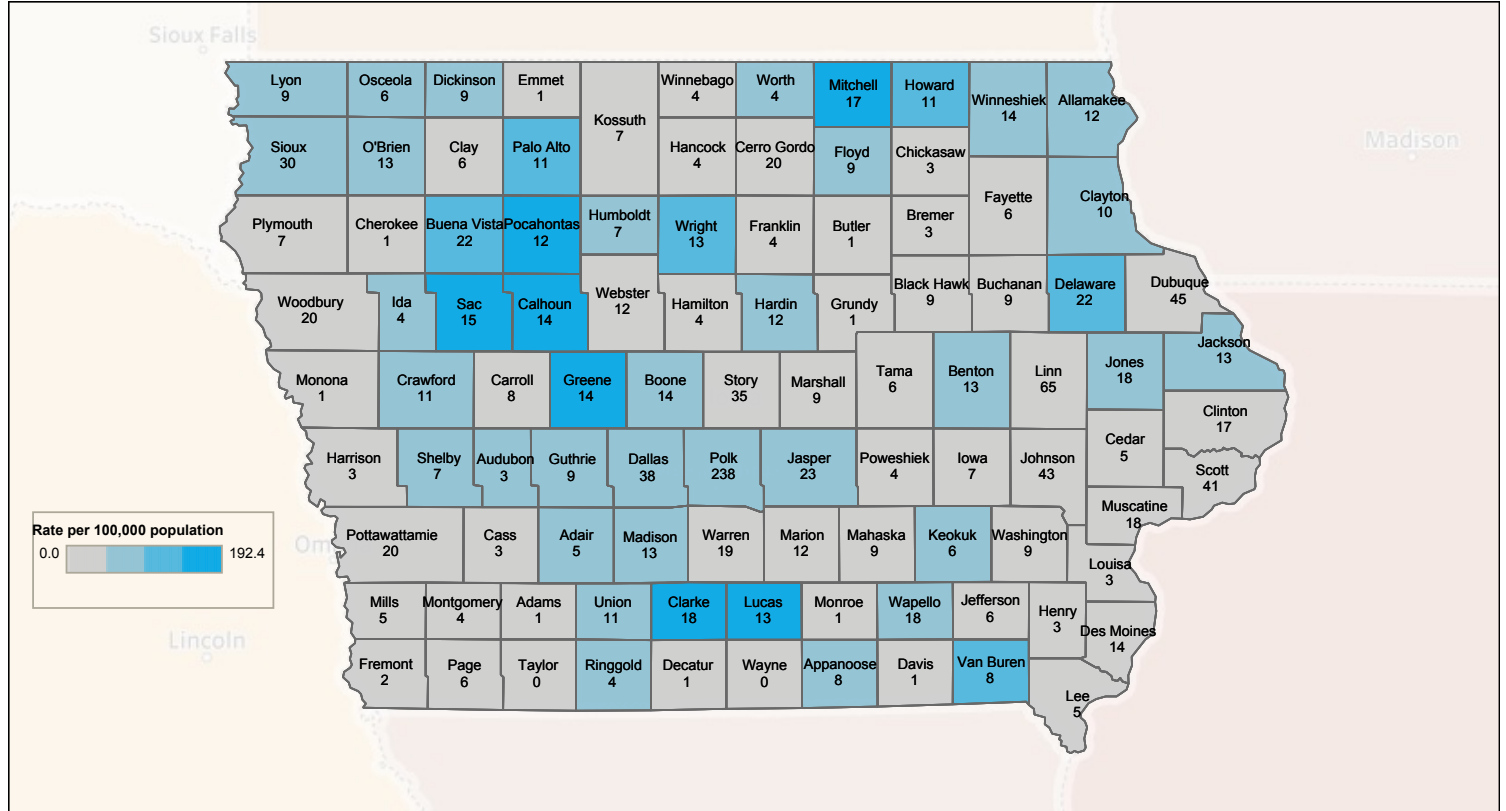 Sioux Falls
Lyon
9
Osceola
6
Dickinson
9
Emmet
1
Kossuth
7
Winnebago
4
Worth
4
Mitchell
17
Howard
11
Winneshiek
14
Allamakee
12
Madison
Sioux
30
O'Brien
13
Clay
6
Palo Alto
11
Hancock
4
Cerro Gordo
20
Floyd
9
Chickasaw
3
Fayette
6
Clayton
10
Plymouth
7
Cherokee
1
Buena Vista
22
Pocahontas
12
Humboldt
7
Wright
13
Franklin
4
Butler
1
Bremer
3
Woodbury
20
Ida
4
Sac
15
Calhoun
14
Webster
12
Hamilton
4
Hardin
12
Grundy
1
Black Hawk
9
Buchanan
9
Delaware
22
Dubuque
45
Monona
1
Crawford
11
Carroll
8
Greene
14
Boone
14
Story
35
Marshall
9
Tama
6
Benton
13
Linn
65
Jones
18
Jackson
13
Clinton
17
Harrison
3
Shelby
7
Audubon
3
Guthrie
9
Dallas
38
Polk
238
Jasper
23
Poweshiek
4
Iowa
7
Johnson
43
Cedar
5
Scott
41
Muscatine
18
Rate per 100,000 population
0.0
192.4
Pottawattamie
20
Cass
3
Adair
5
Madison
13
Warren
19
Marion
12
Mahaska
9
Keokuk
6
Washington
9
Louisa
3
Mills
5
Montgomery
4
Adams
1
Union
11
Clarke
18
Lucas
13
Monroe
1
Wapello
18
Jefferson
6
Henry
3
Des Moines
14
Lincoln
Fremont
2
Page
6
Taylor
0
Ringgold
4
Decatur
1
Wayne
0
Appanoose
8
Davis
1
Van Buren
8
Lee
5